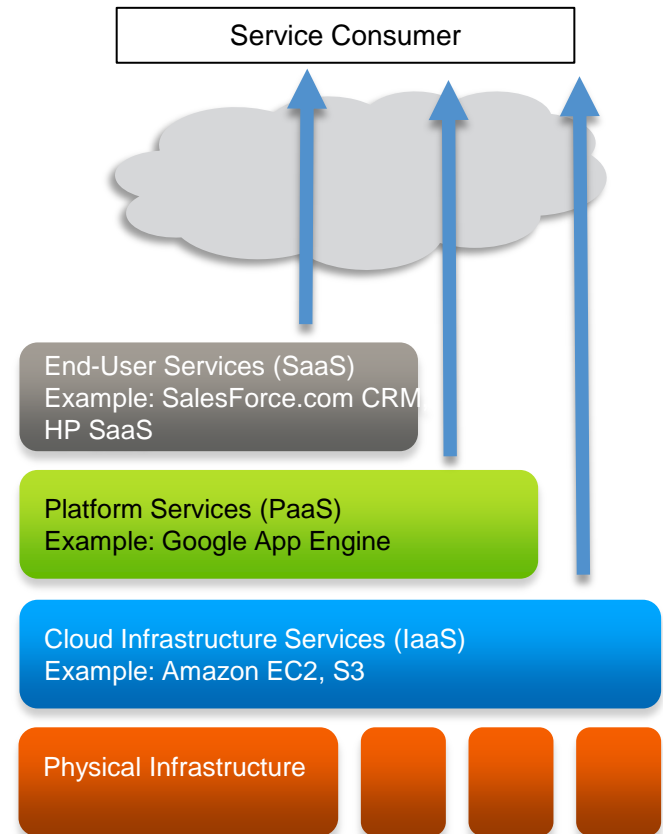 Service Consumer
End-User Services (SaaS)
Example: SalesForce.com CRM
HP SaaS
Platform Services (PaaS)
Example: Google App Engine
Cloud Infrastructure Services (IaaS)
Example: Amazon EC2, S3
Physical Infrastructure